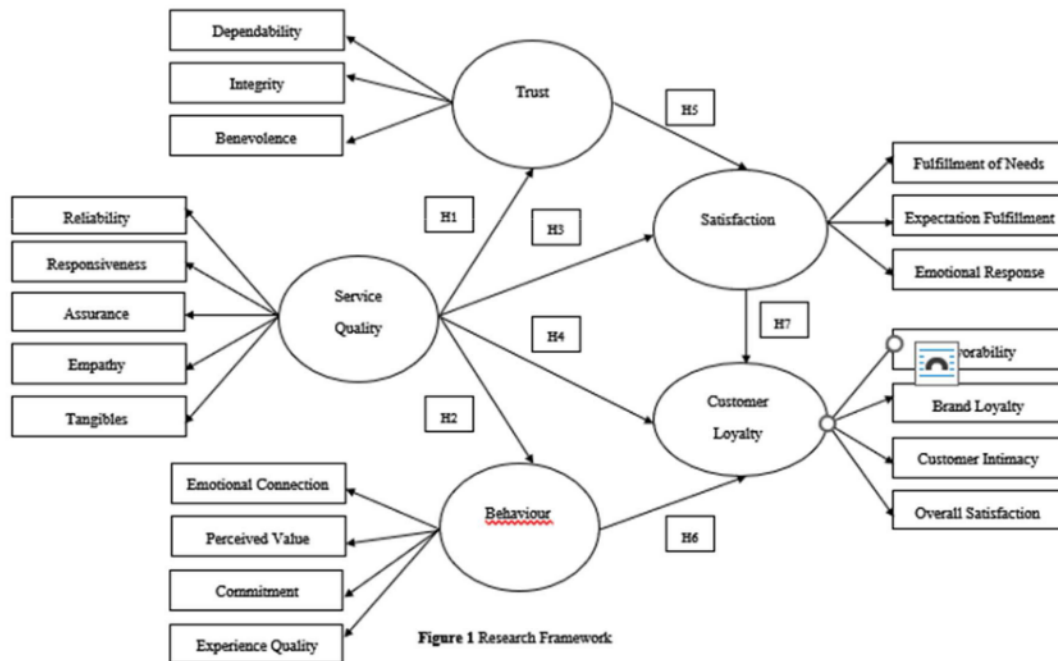 Dependability
Integrity
Benevolence
Trust
H5
Fulfillment of Needs
Expectation Fulfillment
Emotional Response
Satisfaction
H1
H3
Reliability
Responsiveness
Assurance
Empathy
Tangibles
Service
Quality
H4
H7
H2
Customer
Loyalty
orability
Brand Loyalty
Customer Intimacy
Overall Satisfaction
Emotional Connection
Perceived Value
Commitment
Experience Quality
Behaviour
H6
Figure 1 Research Framework